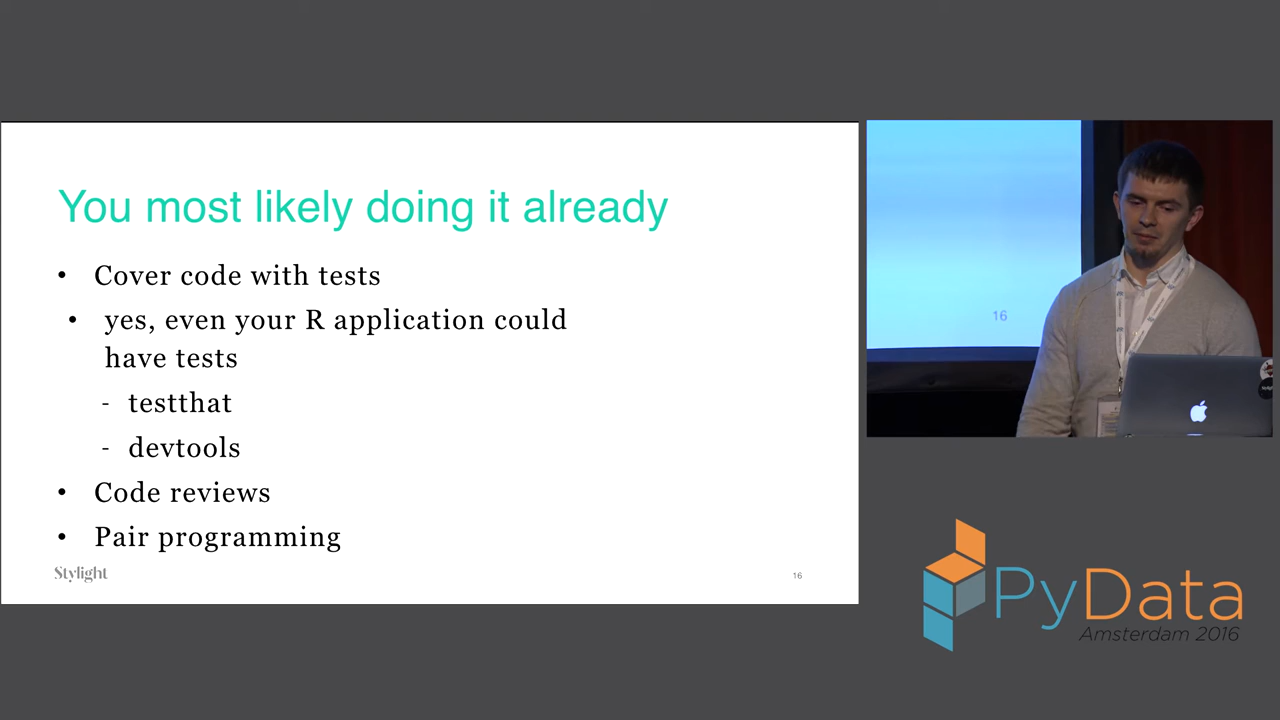 You most likely doing it already
• Cover code with tests
• yes, even your R application could
have tests
- testthat
- devtools
• Code reviews
• Pair programming
Stylight
16
16
PyData
Amsterdam 2016